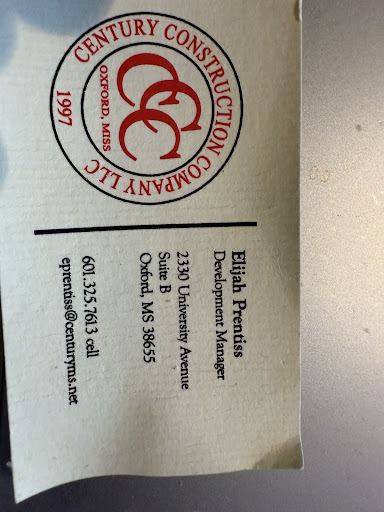 CENTURY CONSTRUCTION COMPANY LLC
CCC
OXFORD, MISS
1997
Elijah Prentiss
Development Manager
2330 University Avenue
Suite B
Oxford, MS 38655
601.325.7613 cell
eprentiss@centuryms.net